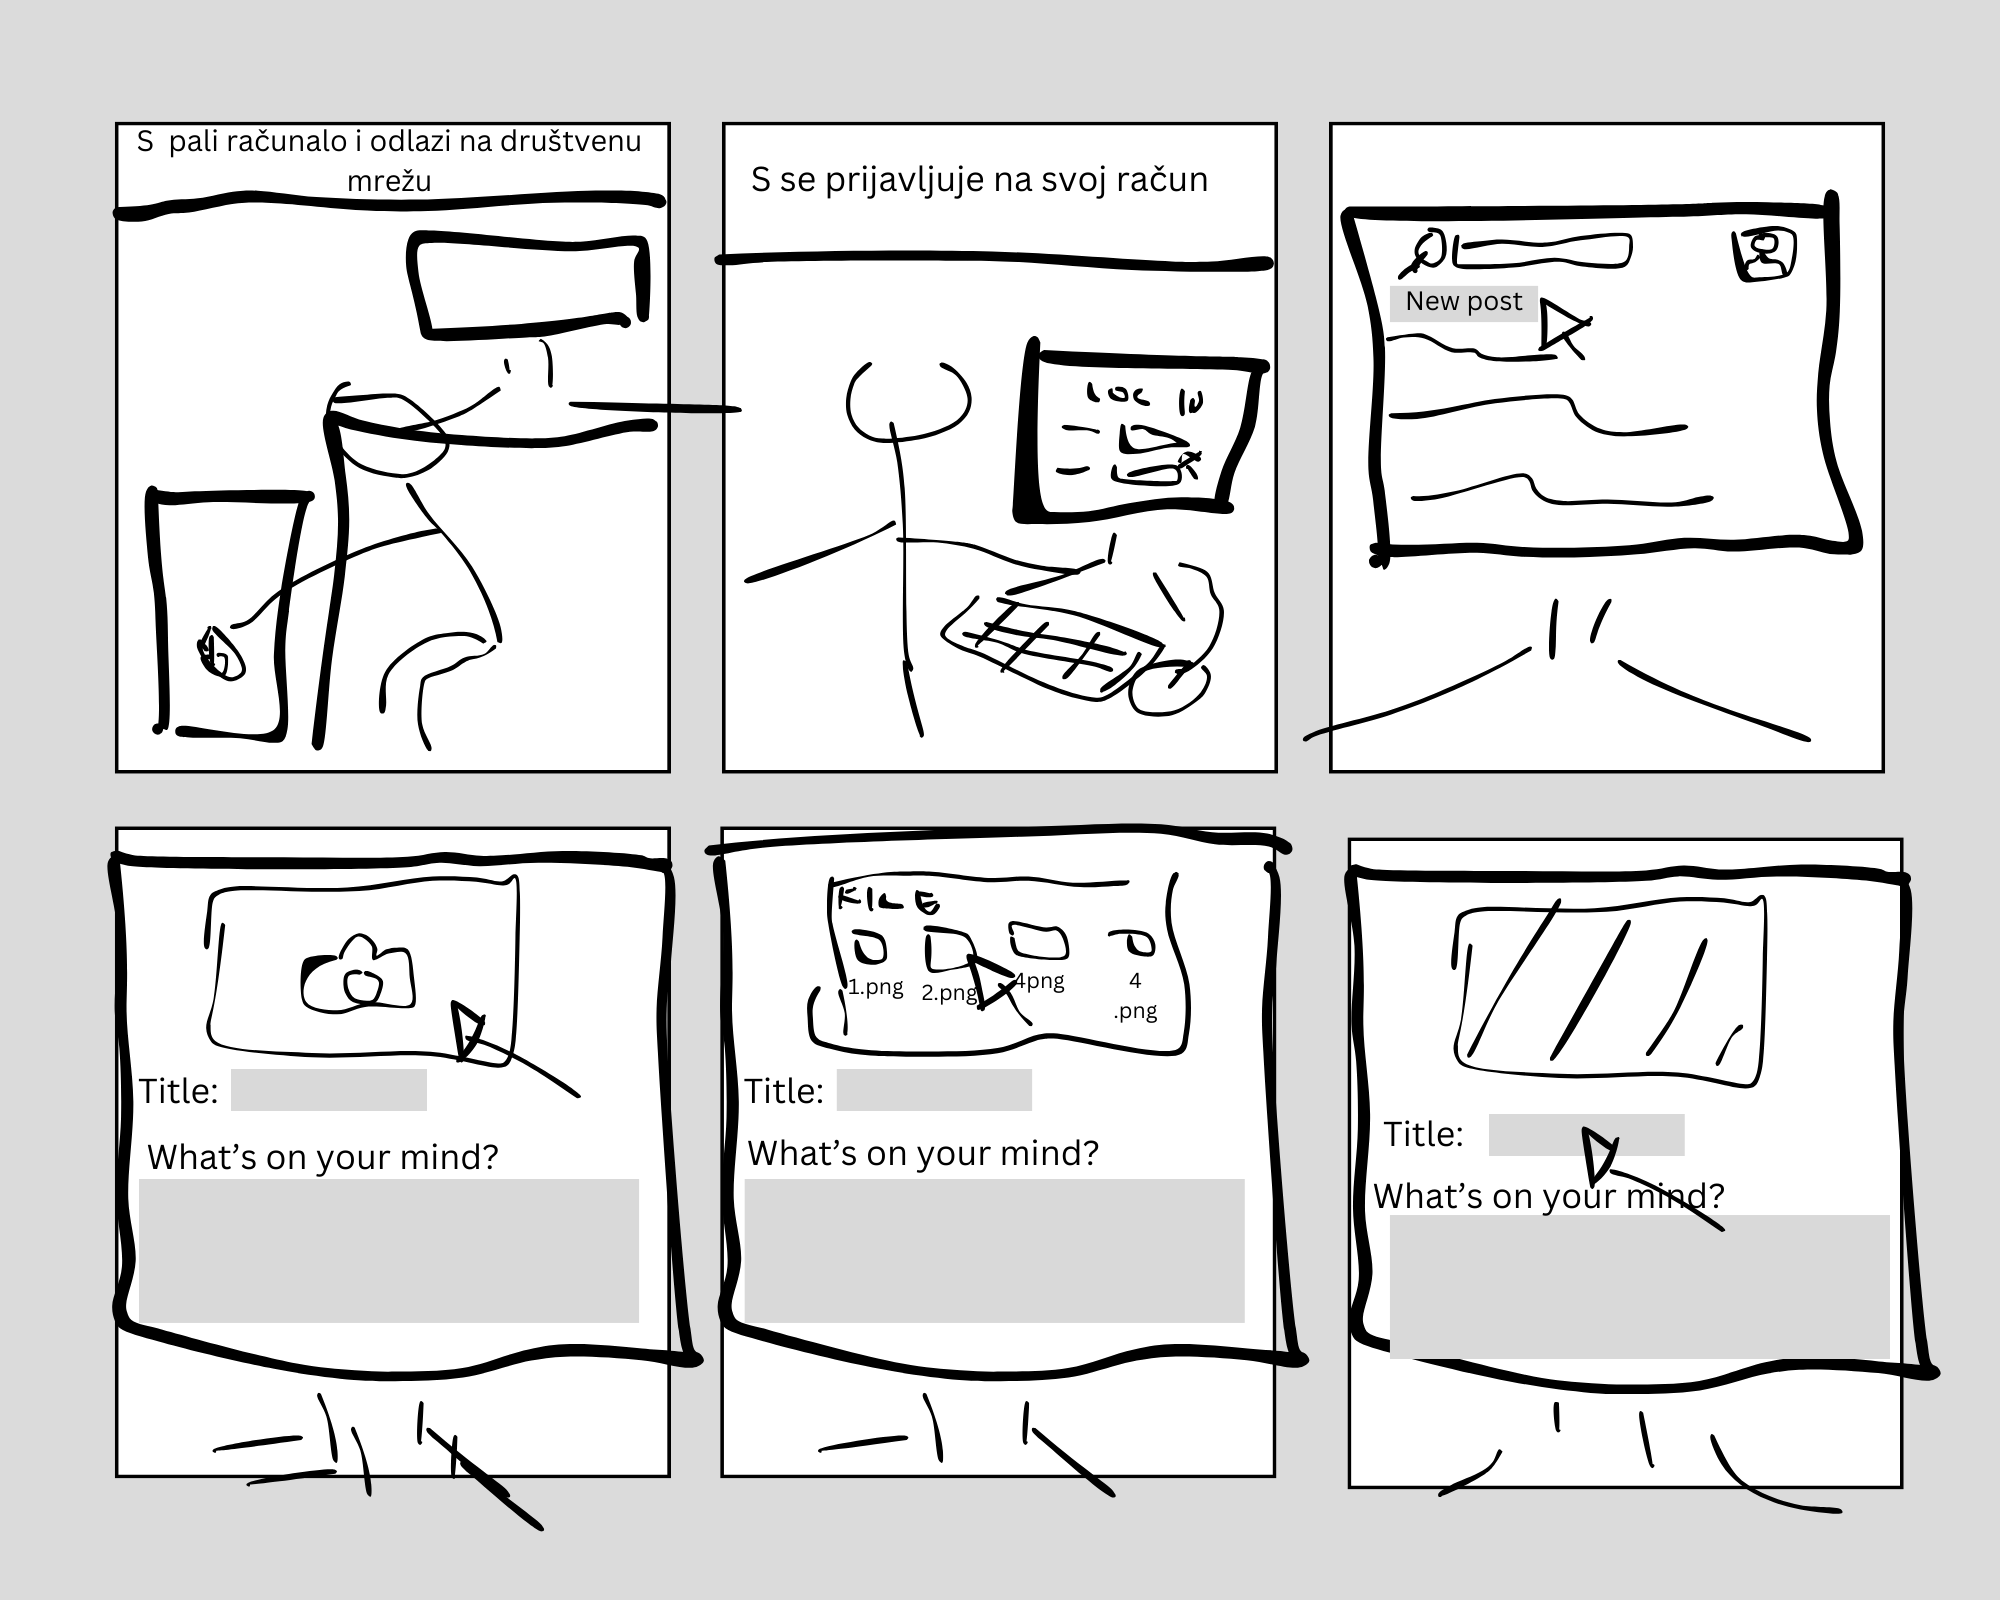 S pali računalo i odlazi na društvenu
mrežu
S se prijavljuje na svoj račun
LOG IN
New post
Title:
What's on your mind?
FILE
1.png
2.png
4png
4
.png
Title:
What's on your mind?
Title:
What's on your mind?